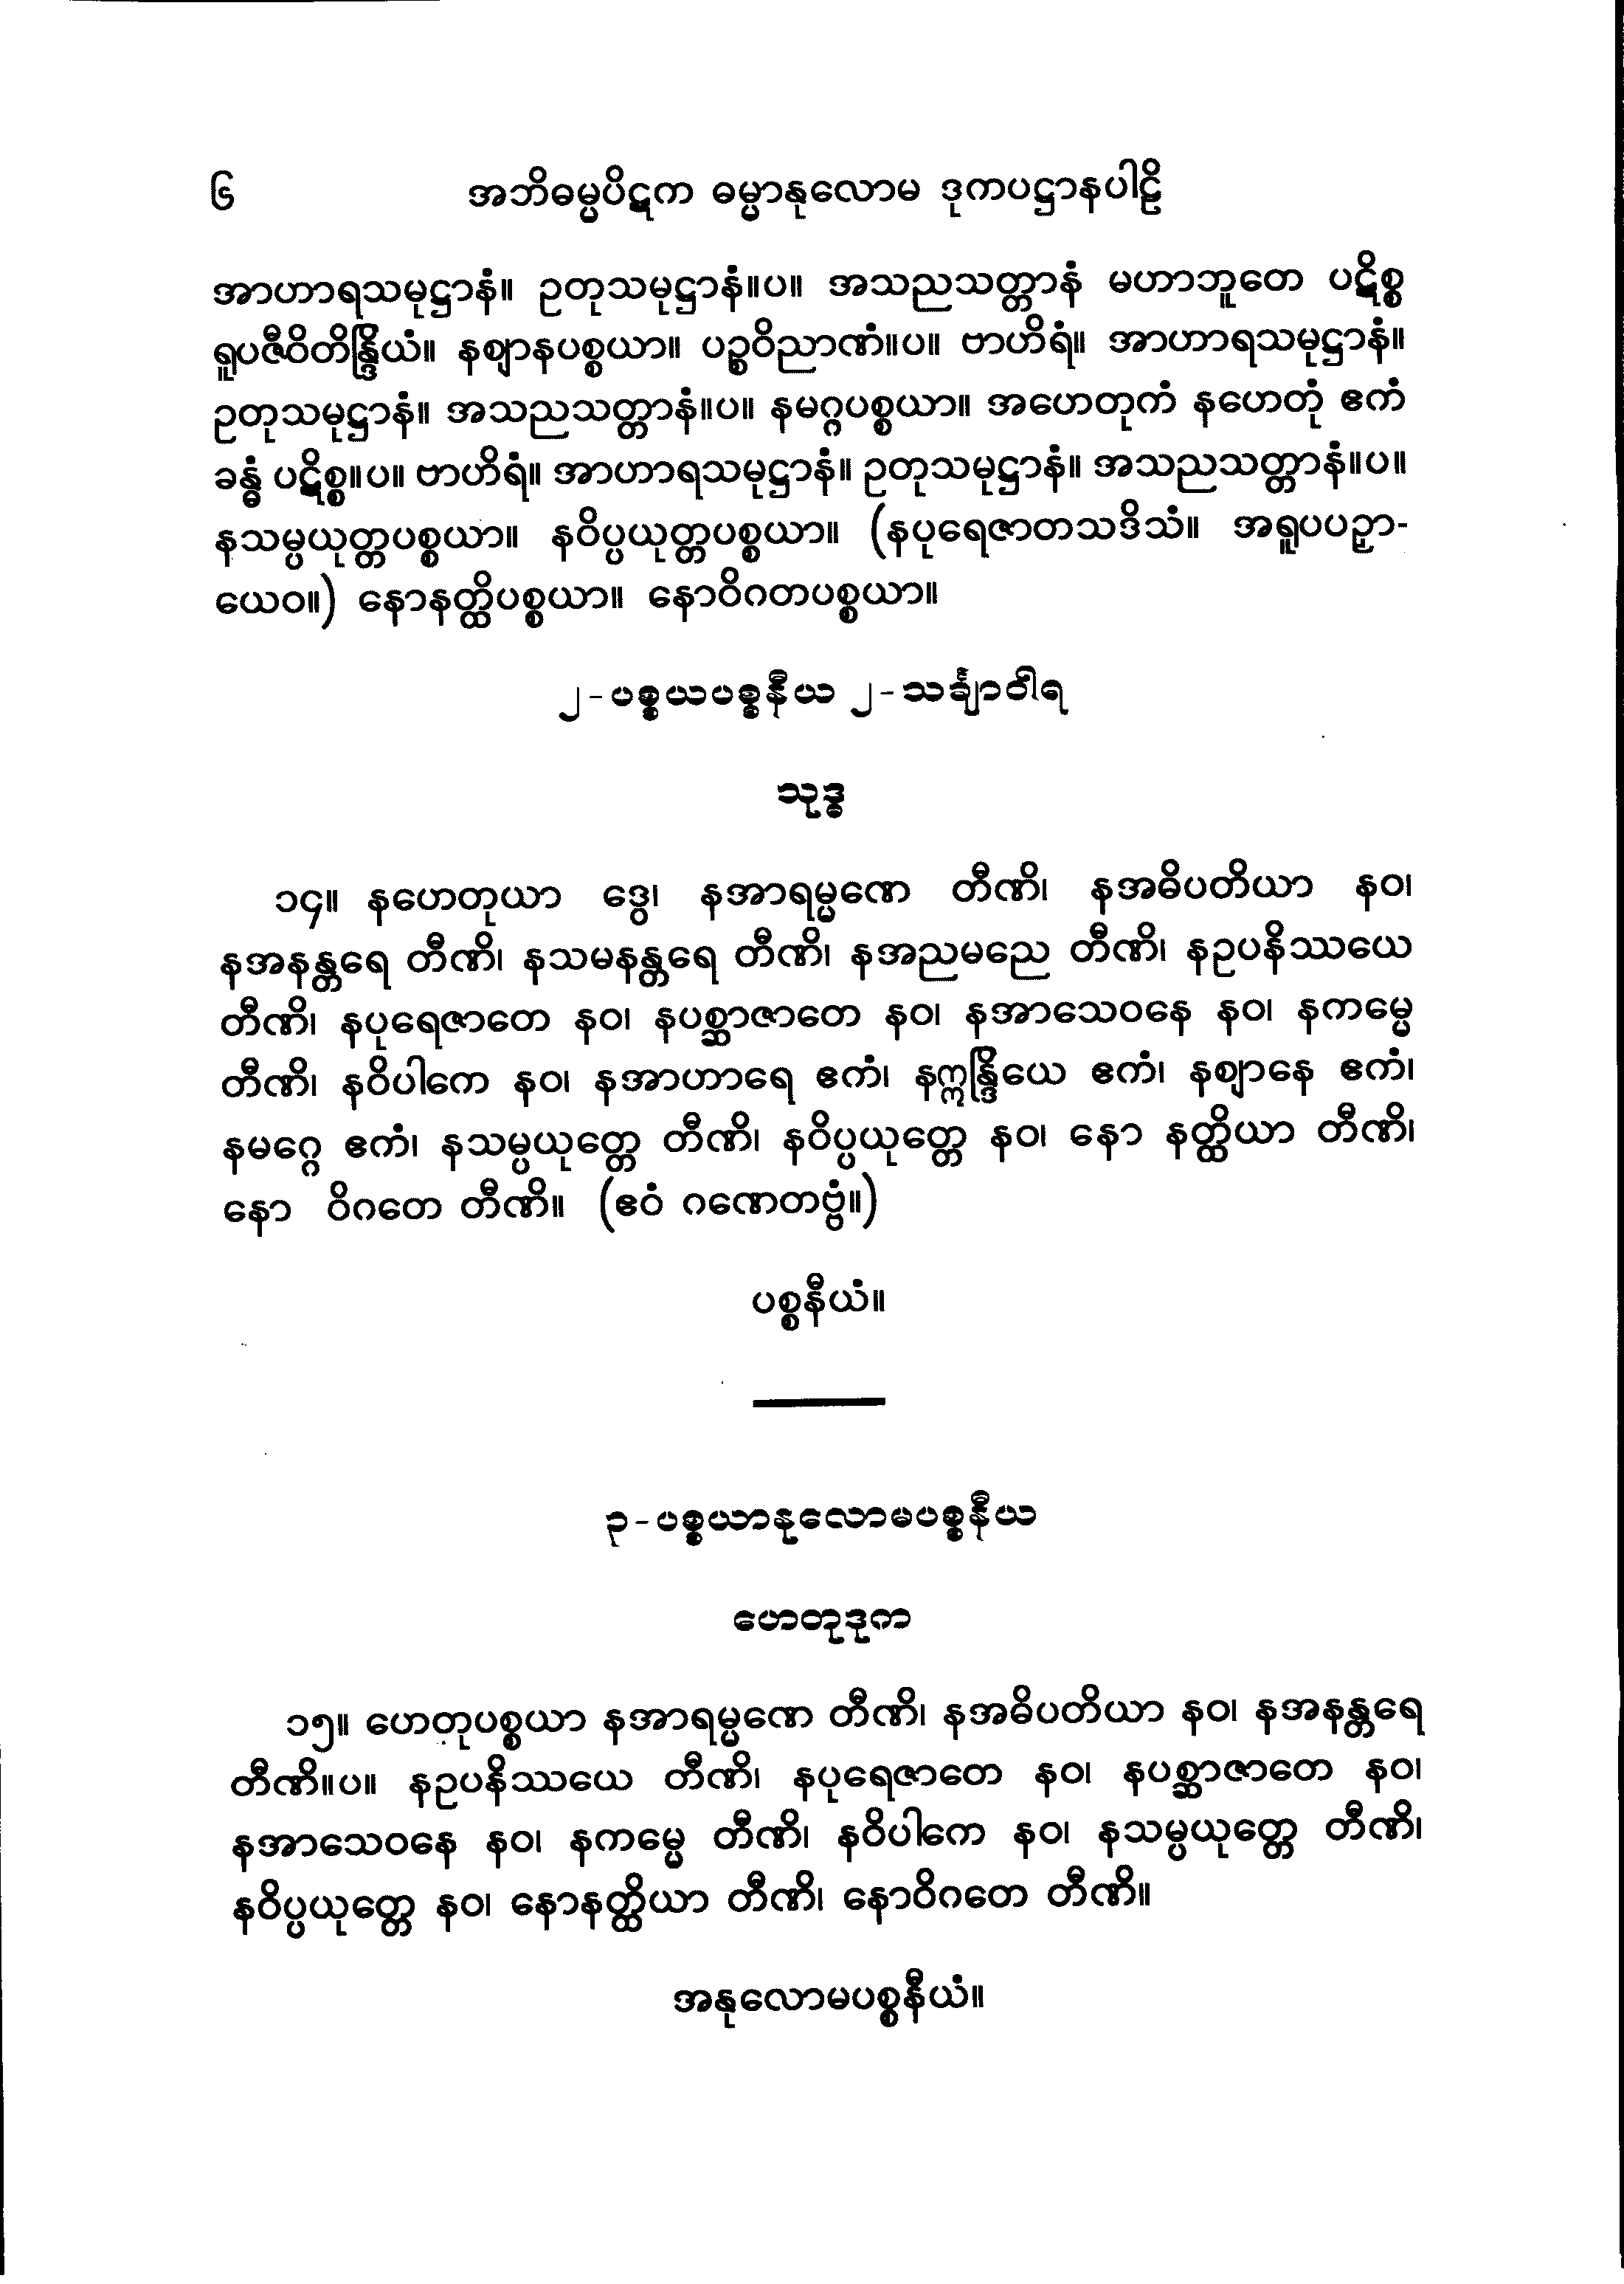 ၆ အဘိဓမ္မပိဋက ဓမ္မာနုလောမ ဒုကပဋ္ဌာနပါဠိ
အာဟာရသမုဋ္ဌာနံ။ ဥတုသမုဋ္ဌာနံ။ပ။ အသညသတ္တာနံ မဟာဘူတေ ပဋိစ္စ
ရူပဇီဝိတိန္ဒြိယံ။ နဈာနပစ္စယာ။ ပဉ္စဝိညာဏံ။ပ။ ဗာဟိရံ။ အာဟာရသမုဋ္ဌာနံ။
ဥတုသမုဋ္ဌာနံ။ အသညသတ္တာနံ။ပ။ နမဂ္ဂပစ္စယာ။ အဟေတုကံ နဟေတုံ ဧကံ
ခန္ဓံ ပဋိစ္စ။ပ။ ဗာဟိရံ။ အာဟာရသမုဋ္ဌာနံ။ ဥတုသမုဋ္ဌာနံ။ အသညသတ္တာနံ။ပ။
နသမ္ပယုတ္တပစ္စယာ။ နဝိပ္ပယုတ္တပစ္စယာ။ (နပုရေဇာတသဒိသံ။ အရူပပဉှာ-
ယေဝ။) နောနတ္ထိပစ္စယာ။ နောဝိဂတပစ္စယာ။
၂-ပစ္စယပစ္စနီယ ၂-သင်္ချာဝါရ
သုဒ္ဓ
၁၄။ နဟေတုယာ ဒွေ၊ နအာရမ္မဏေ တီဏိ၊ နအဓိပတိယာ နဝ၊
နအနန္တရေ တီဏိ၊ နသမနန္တရေ တီဏိ၊ နအညမညေ တီဏိ၊ နဥပနိဿယေ
တီဏိ၊ နပုရေဇာတေ နဝ၊ နပစ္ဆာဇာတေ နဝ၊ နအာသေဝနေ နဝ၊ နကမ္မေ
တီဏိ၊ နဝိပါကေ နဝ၊ နအာဟာရေ ဧကံ၊ နဣန္ဒြိယေ ဧကံ၊ နဈာနေ ဧကံ၊
နမဂ္ဂေ ဧကံ၊ နသမ္ပယုတ္တေ တီဏိ၊ နဝိပ္ပယုတ္တေ နဝ၊ နော နတ္ထိယာ တီဏိ၊
နော ဝိဂတေ တီဏိ။ (ဧဝံ ဂဏေတဗ္ဗံ။)
ပစ္စနီယံ။
၃-ပစ္စယာနုလောမပစ္စနီယ
ဟေတုဒုက
၁၅။ ဟေတုပစ္စယာ နအာရမ္မဏေ တီဏိ၊ နအဓိပတိယာ နဝ၊ နအနန္တရေ
တီဏိ။ပ။ နဥပနိဿယေ တီဏိ၊ နပုရေဇာတေ နဝ၊ နပစ္ဆာဇာတေ နဝ၊
နအာသေဝနေ နဝ၊ နကမ္မေ တီဏိ၊ နဝိပါကေ နဝ၊ နသမ္ပယုတ္တေ တီဏိ၊
နဝိပ္ပယုတ္တေ နဝ၊ နောနတ္ထိယာ တီဏိ၊ နောဝိဂတေ တီဏိ။
အနုလောမပစ္စနီယံ။